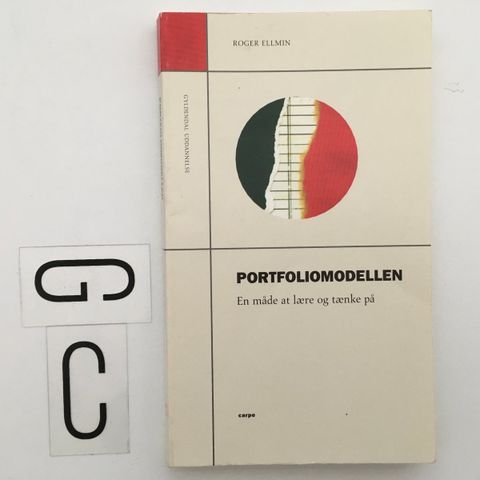 ROGER ELLMIN
GYLDENDAL UDDANNELSE
PORTFOLIOMODELLEN
En måde at lære og tænke på
carpe
G
C